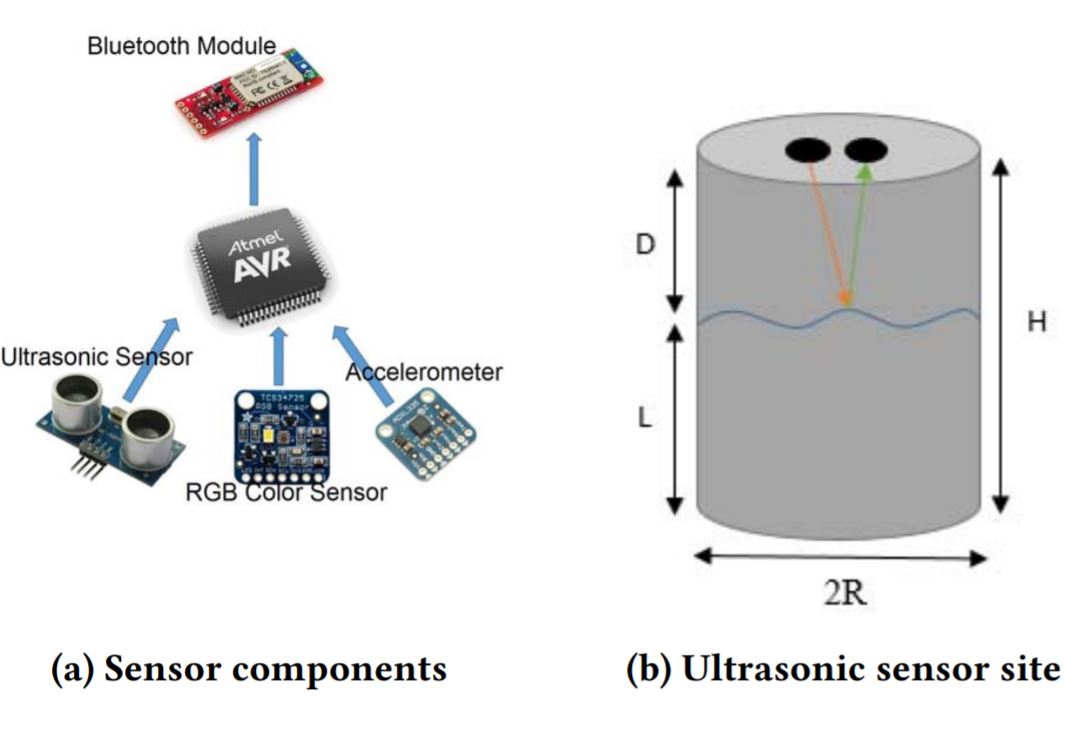 Bluetooth Module
Atmel
AVR
Ultrasonic Sensor
Accelerometer
TCS34725
RGB Sensor
RGB Color Sensor
D
H
L
2R
(a) Sensor components
(b) Ultrasonic sensor site